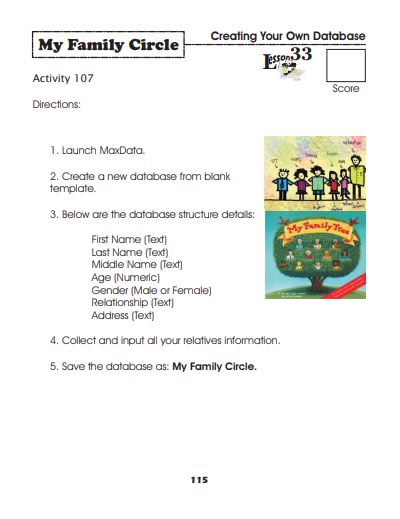 Creating Your Own Database
My Family Circle
Lesson 33
Activity 107
Score
Directions:
1. Launch MaxData.
2. Create a new database from blank
template.
3. Below are the database structure details:
First Name (Text)
Last Name (Text)
Middle Name (Text)
Age (Numeric)
Gender (Male or Female)
Relationship (Text)
Address (Text)
My Family Tree
4. Collect and input all your relatives information.
5. Save the database as: My Family Circle.
115